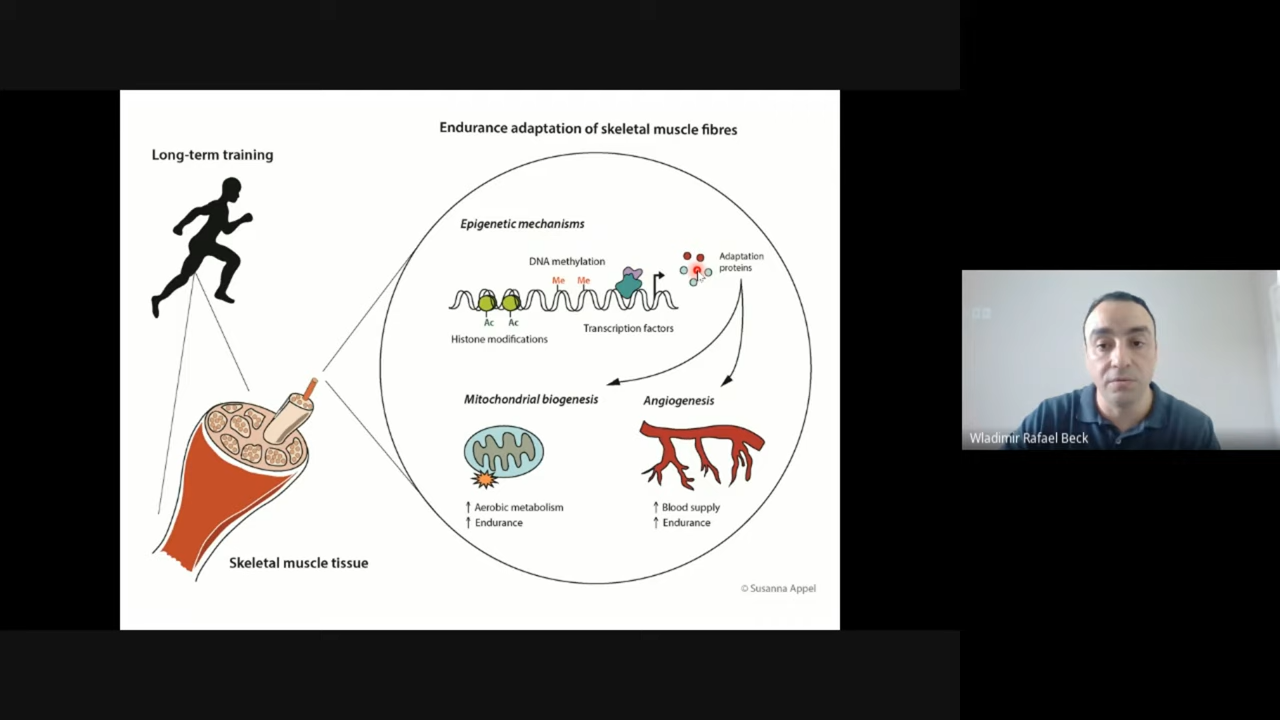 Endurance adaptation of skeletal muscle fibres
Long-term training
Epigenetic mechanisms
DNA methylation
Me
Me
Adaptation
proteins
Ac
Ac
Transcription factors
Histone modifications
Mitochondrial biogenesis
Angiogenesis
↑ Aerobic metabolism
↑ Endurance
↑ Blood supply
↑ Endurance
Skeletal muscle tissue
© Susanna Appel
Wladimir Rafael Beck